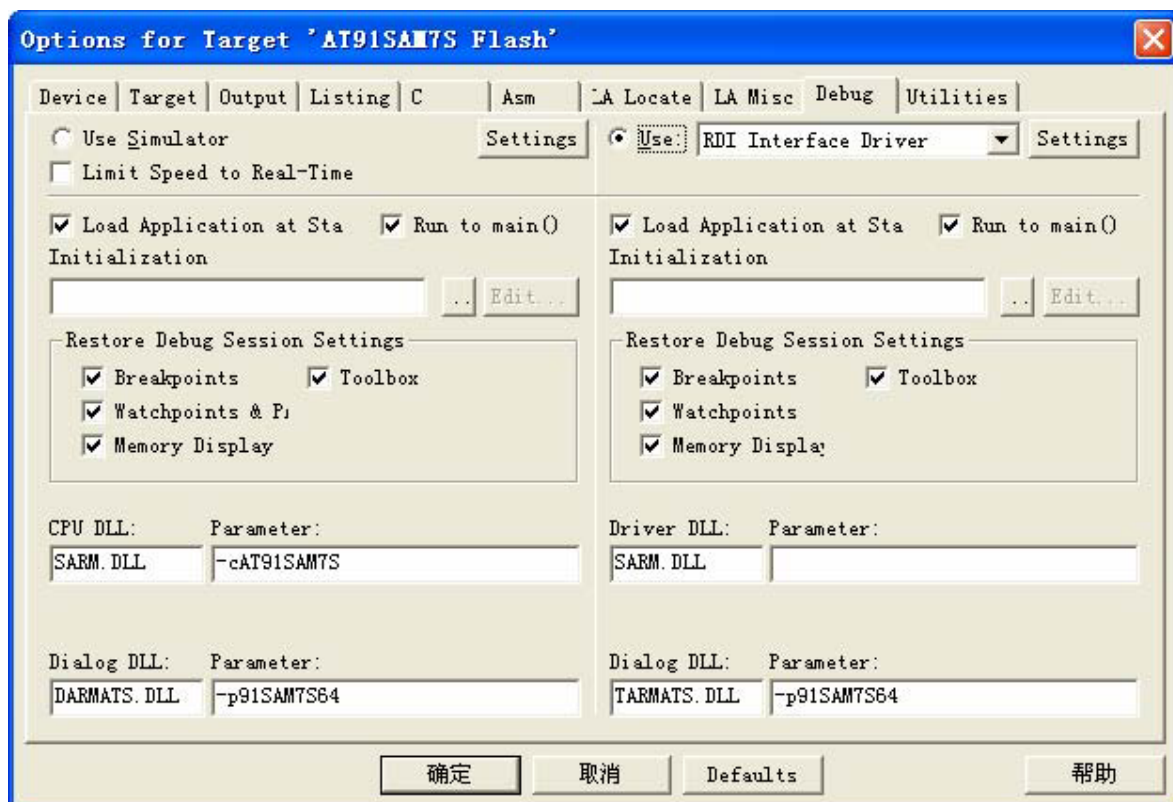 Options for Target 'AT91SAM7S Flash'
Device Target Output Listing C Asm LA Locate LA Misc Debug Utilities
Use Simulator Settings Use: RDI Interface Driver Settings
Limit Speed to Real-Time
Load Application at Sta Run to main() Load Application at Sta Run to main()
Initialization Initialization
.. Edit... .. Edit...
Restore Debug Session Settings Restore Debug Session Settings
Breakpoints Toolbox Breakpoints Toolbox
Watchpoints & P Watchpoints
Memory Display Memory Display
CPU DLL: Parameter: Driver DLL: Parameter:
SARM.DLL -cAT91SAM7S SARM.DLL
Dialog DLL: Parameter: Dialog DLL: Parameter:
DARMATS.DLL -p91SAM7S64 TARMATS.DLL -p91SAM7S64
确定 取消 Defaults 帮助